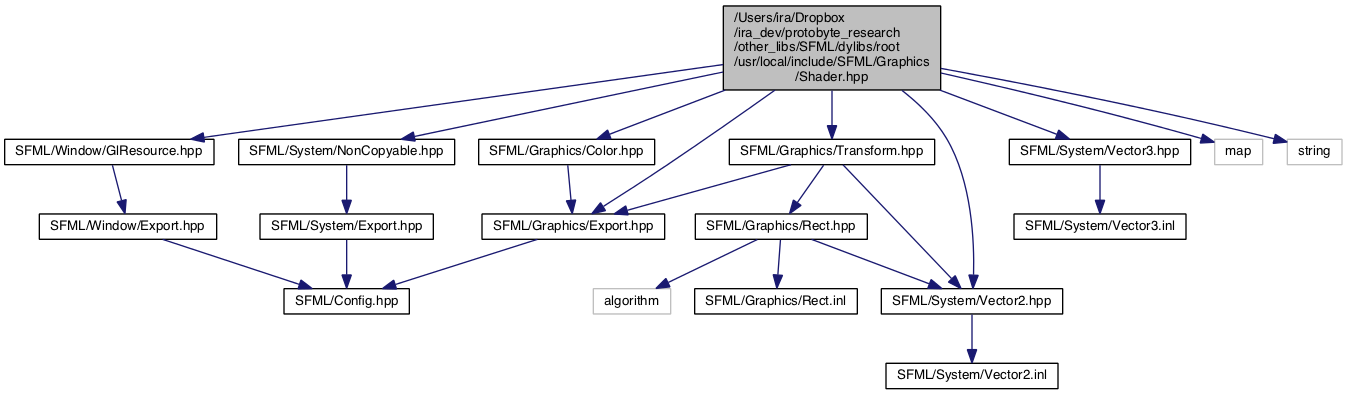 /Users/ira/Dropbox
/ira_dev/protobyte_research
/other_libs/SFML/dylibs/root
/usr/local/include/SFML/Graphics
/Shader.hpp
SFML/Window/GlResource.hpp
SFML/System/NonCopyable.hpp
SFML/Graphics/Color.hpp
SFML/Graphics/Transform.hpp
SFML/System/Vector3.hpp
map
string
SFML/Window/Export.hpp
SFML/System/Export.hpp
SFML/Graphics/Export.hpp
SFML/Graphics/Rect.hpp
SFML/System/Vector3.inl
SFML/Config.hpp
algorithm
SFML/Graphics/Rect.inl
SFML/System/Vector2.hpp
SFML/System/Vector2.inl